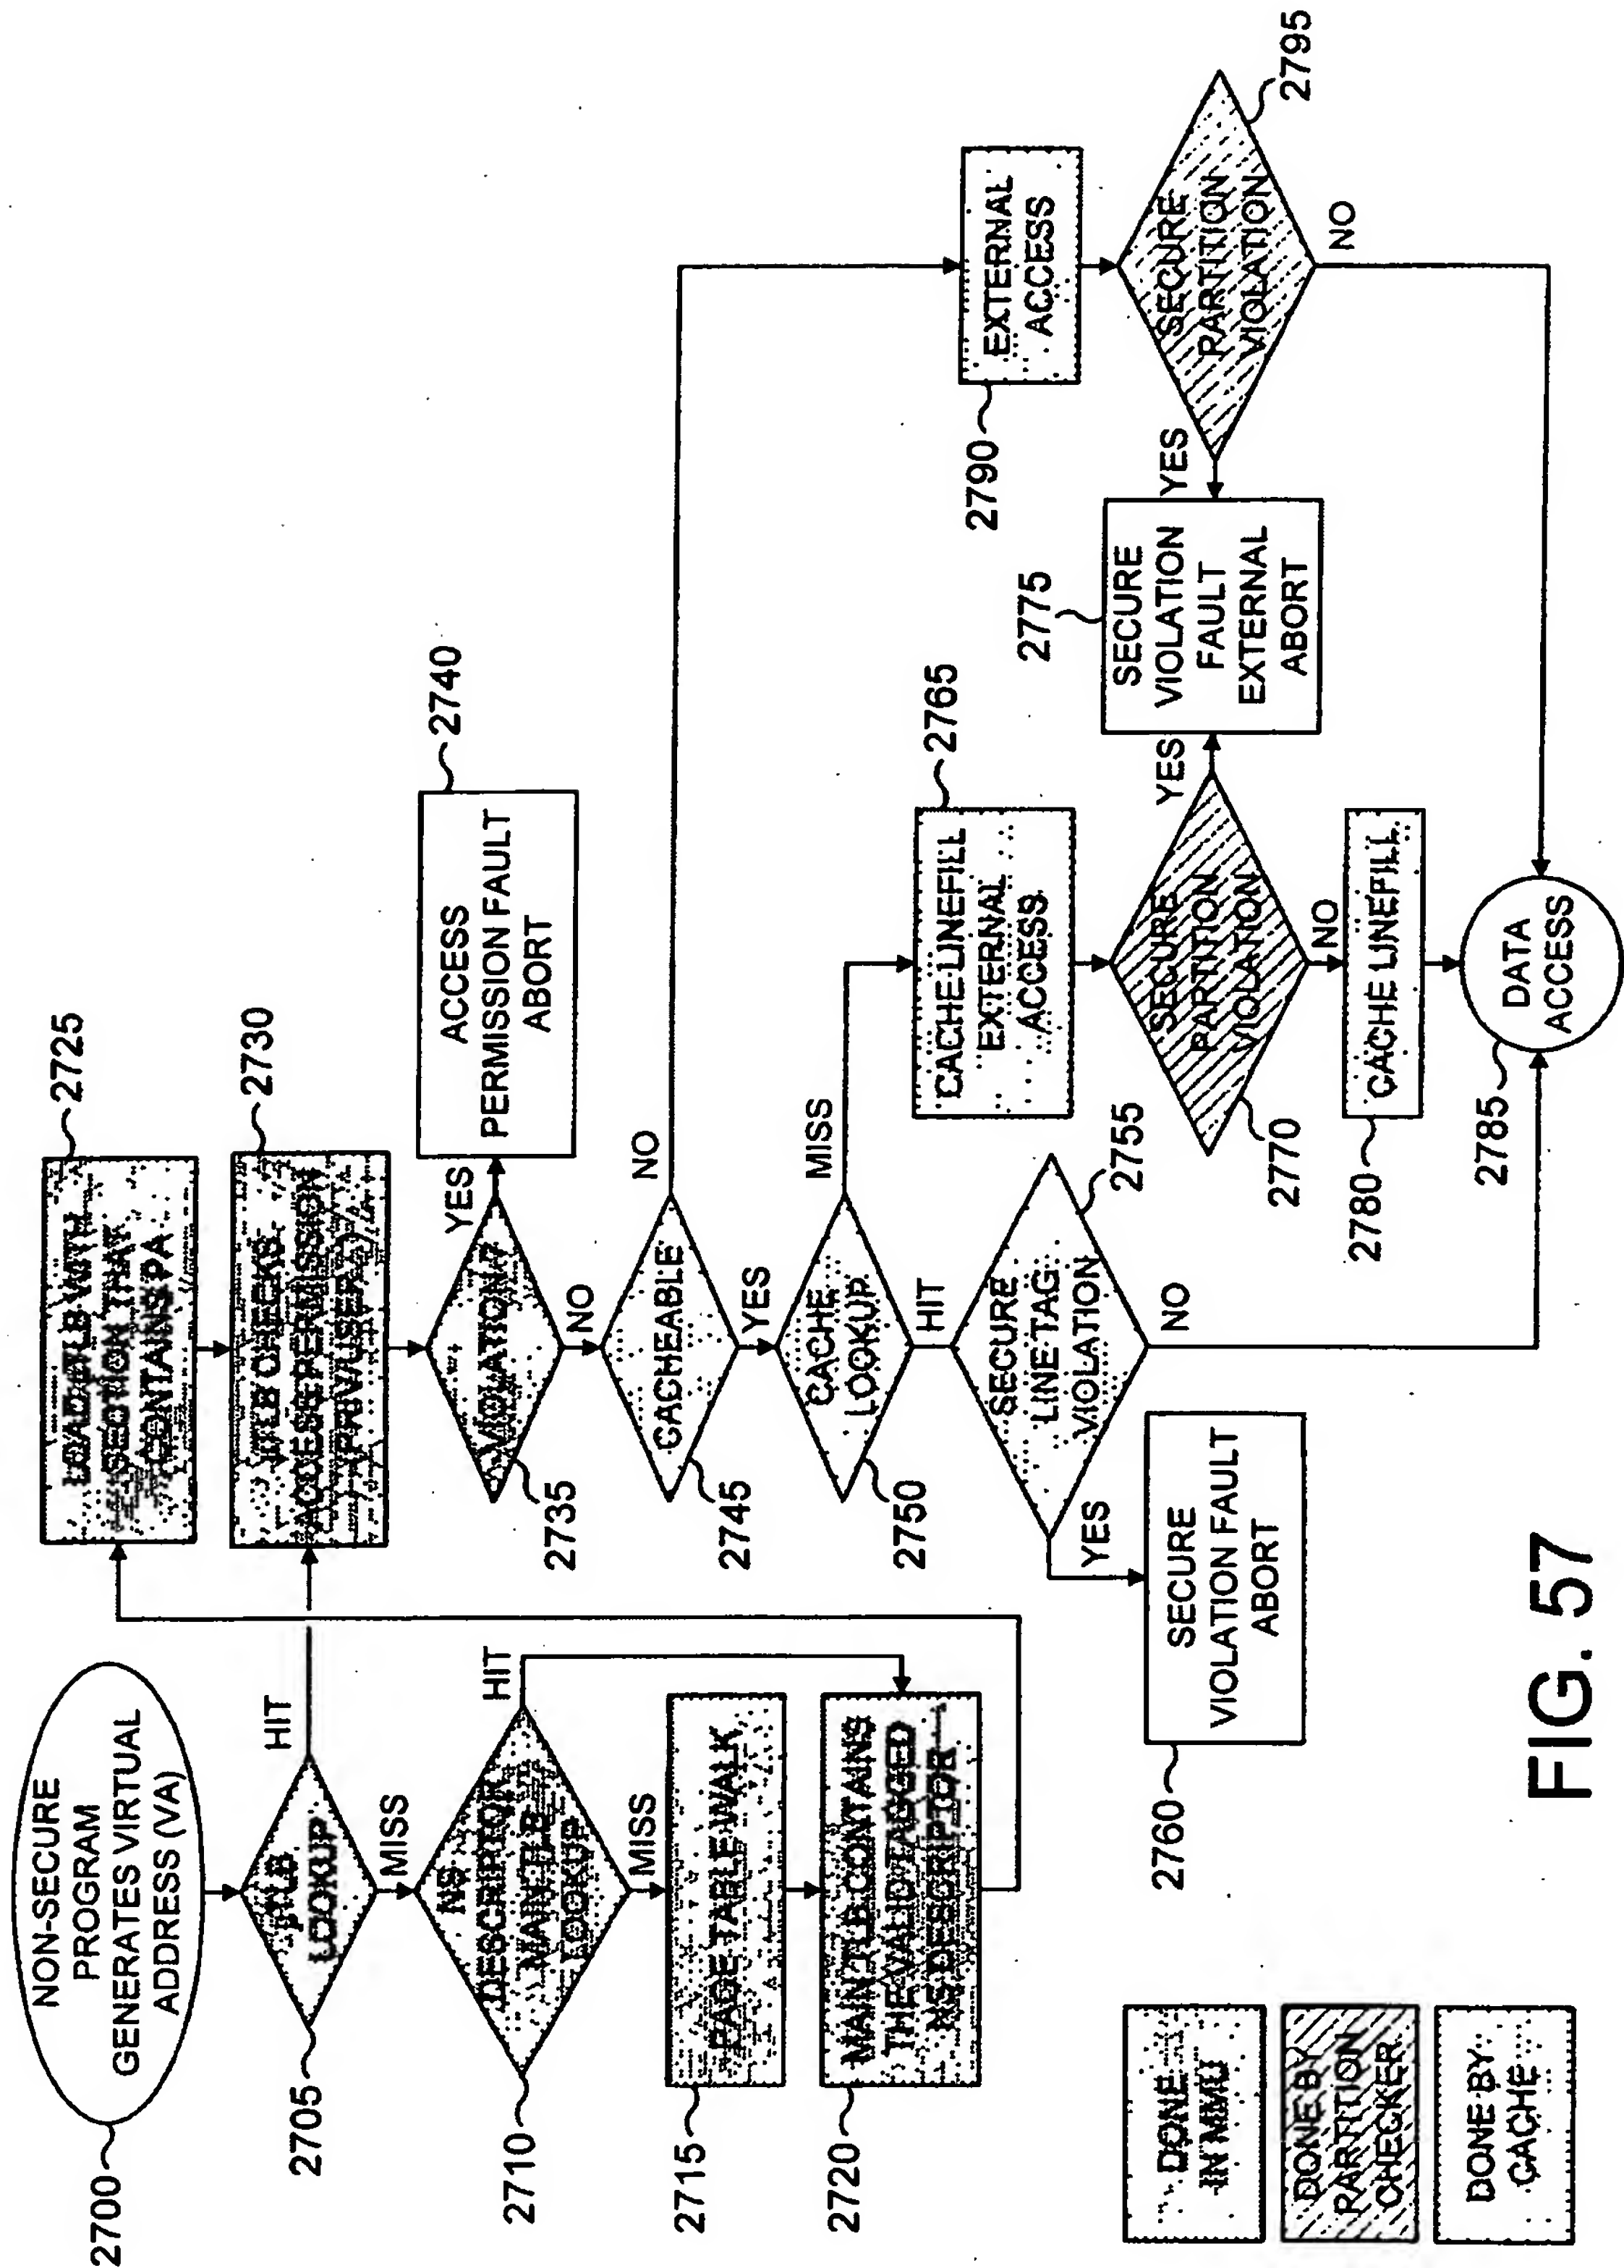 2700
NON-SECURE
PROGRAM
GENERATES VIRTUAL
ADDRESS (VA)
2705
μTLB
LOOKUP
HIT
MISS
2710
NS
DESCRIPTOR
MAIN TLB
LOOKUP
HIT
MISS
2715
PAGE TABLE WALK
2720
MAIN TLB CONTAINS
THE VALID TAGGED
NS DESCRIPTOR
2725
LOAD μTLB WITH
SECTION THAT
CONTAINS PA
2730
μTLB CHECKS
ACCESS PERMISSION
(PRIV/USER)
2735
VIOLATION?
YES
NO
2740
ACCESS
PERMISSION FAULT
ABORT
2745
CACHEABLE
NO
YES
2750
CACHE
LOOKUP
MISS
HIT
2755
SECURE
LINE TAG
VIOLATION
YES
NO
2760
SECURE
VIOLATION FAULT
ABORT
2765
CACHE LINEFILL
EXTERNAL
ACCESS
2770
SECURE
PARTITION
VIOLATION
YES
NO
2775
SECURE
VIOLATION
FAULT
EXTERNAL
ABORT
2780
CACHE LINEFILL
2785
DATA
ACCESS
2790
EXTERNAL
ACCESS
2795
SECURE
PARTITION
VIOLATION
YES
NO
DONE
IN MMU
DONE BY
PARTITION
CHECKER
DONE BY
CACHE
FIG. 57